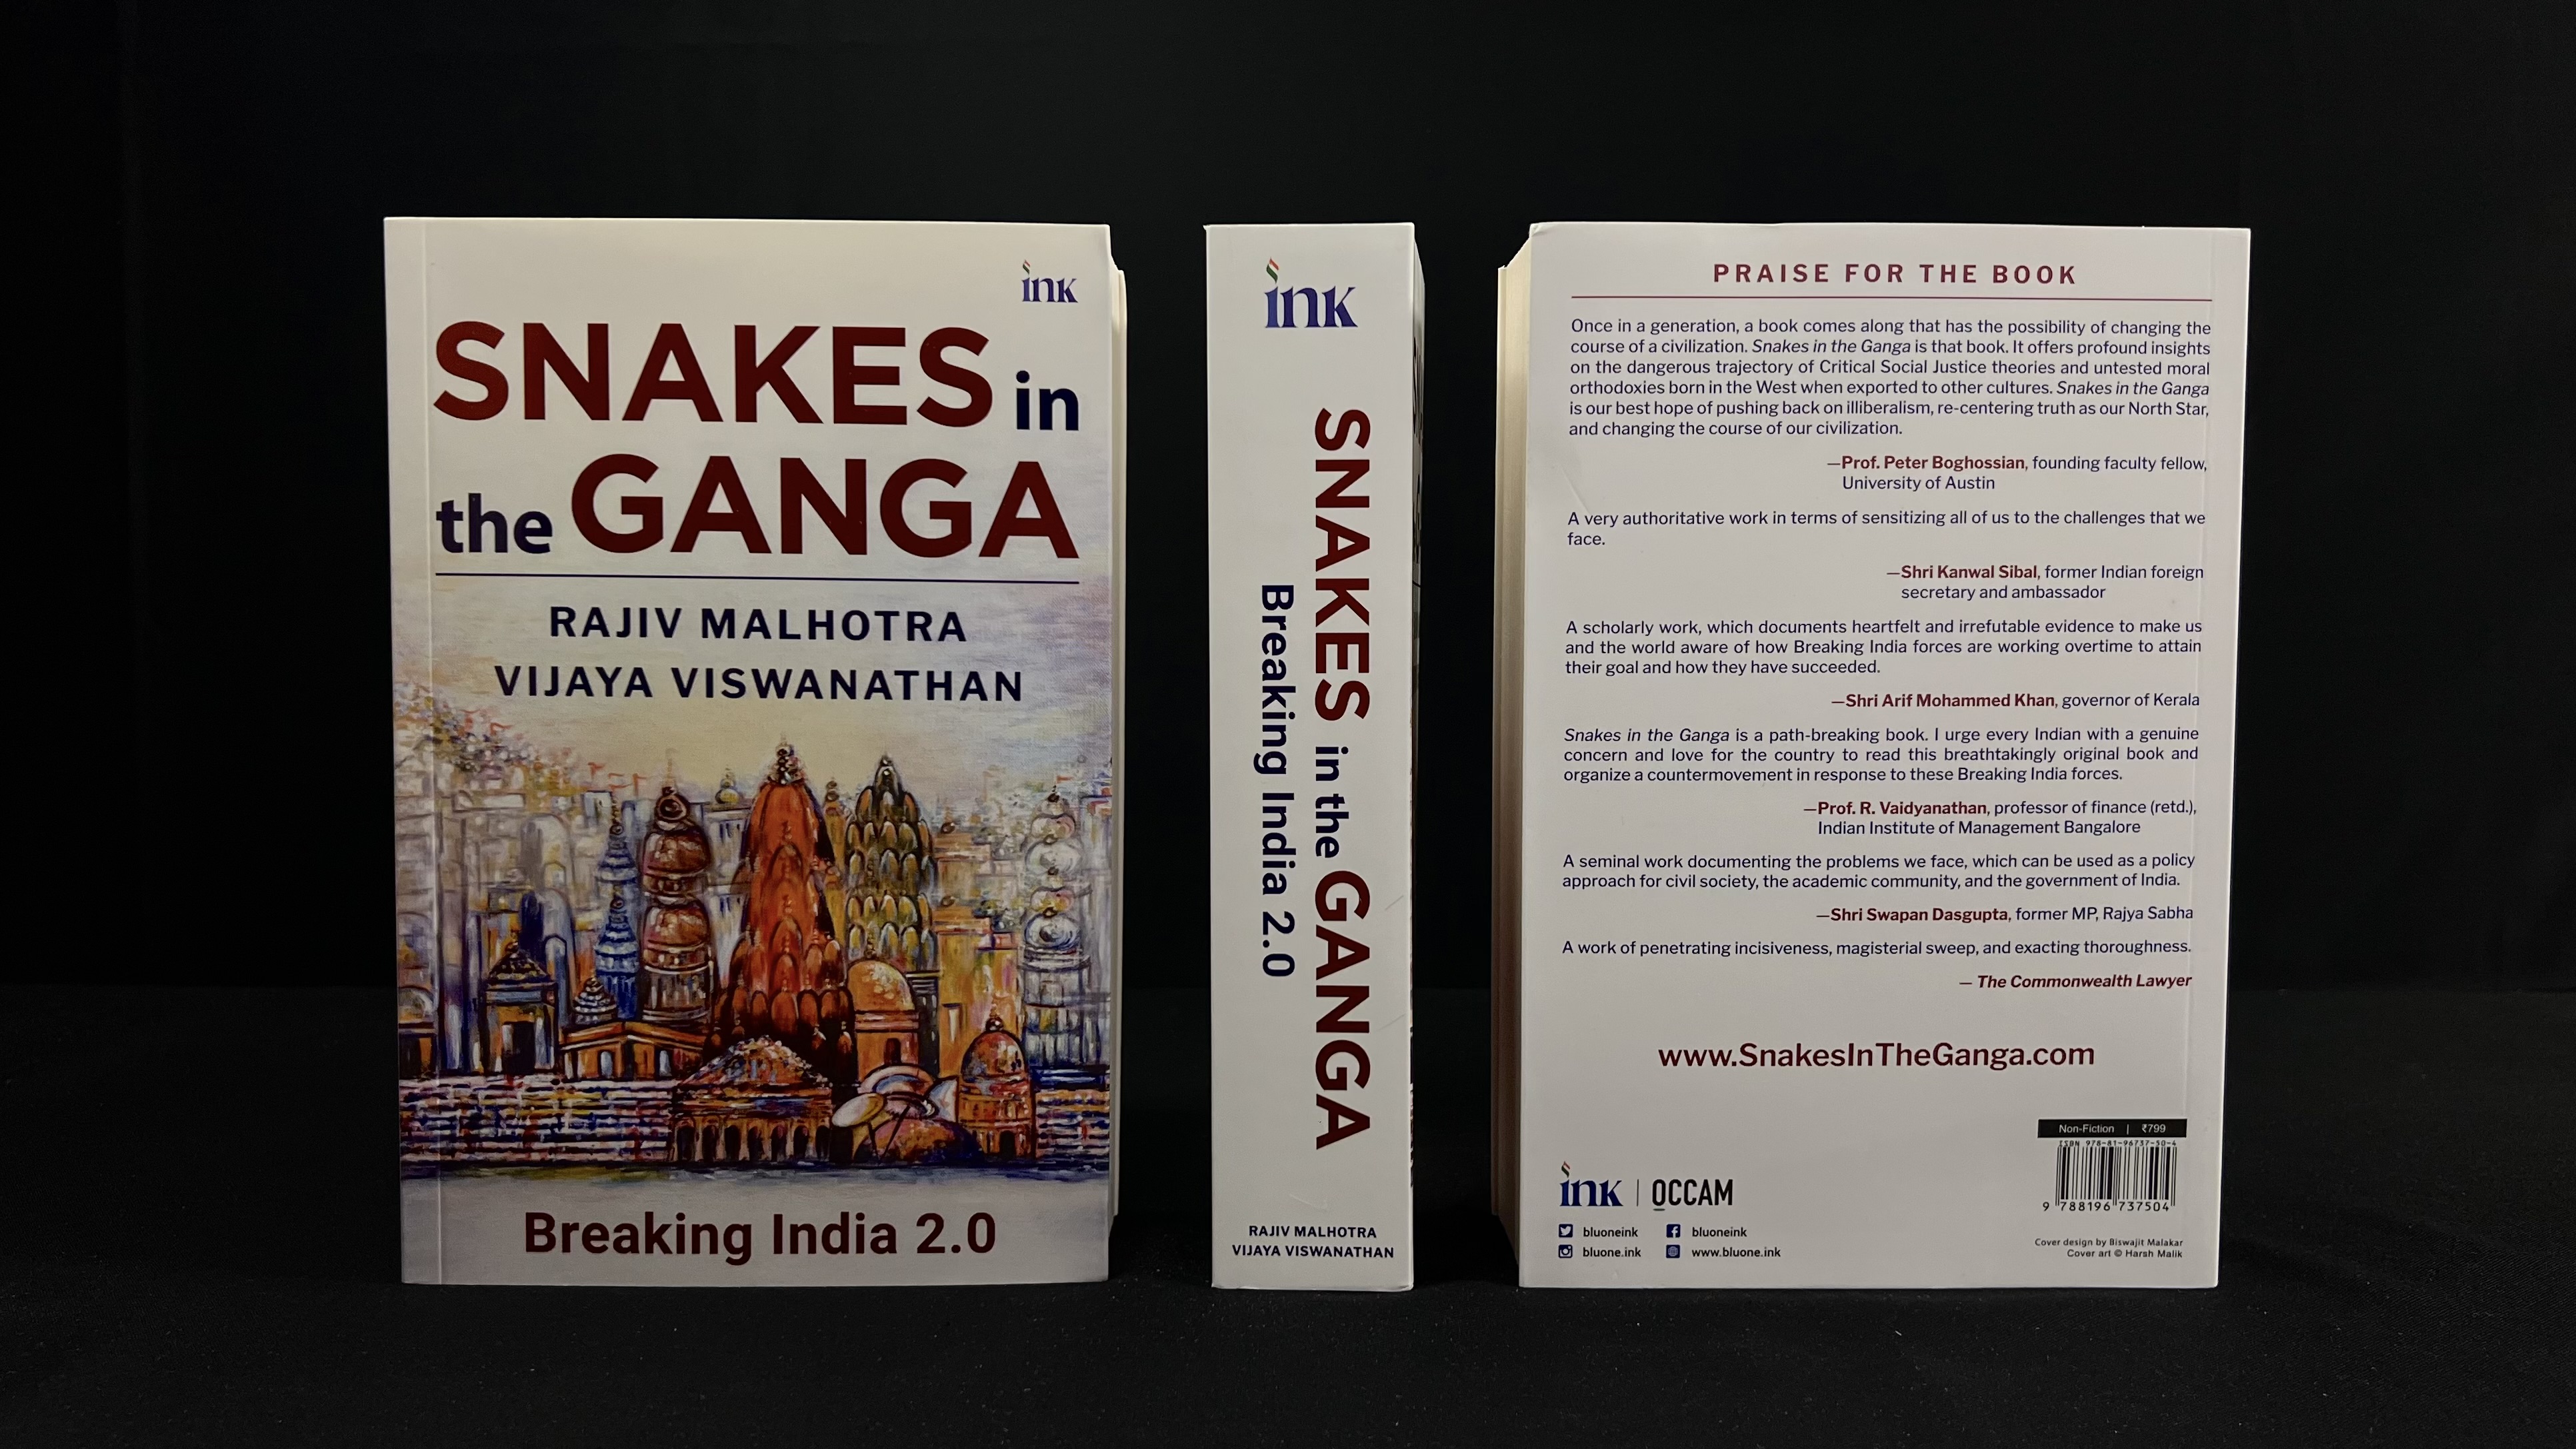 ink
SNAKES in
the GANGA
RAJIV MALHOTRA
VIJAYA VISWANATHAN
Breaking India 2.0
ink
SNAKES in the GANGA
Breaking India 2.0
RAJIV MALHOTRA
VIJAYA VISWANATHAN
PRAISE FOR THE BOOK
Once in a generation, a book comes along that has the possibility of changing the
course of a civilization. Snakes in the Ganga is that book. It offers profound insights
on the dangerous trajectory of Critical Social Justice theories and untested moral
orthodoxies born in the West when exported to other cultures. Snakes in the Ganga
is our best hope of pushing back on illiberalism, re-centering truth as our North Star,
and changing the course of our civilization.
—Prof. Peter Boghossian, founding faculty fellow,
University of Austin
A very authoritative work in terms of sensitizing all of us to the challenges that we
face.
—Shri Kanwal Sibal, former Indian foreign
secretary and ambassador
A scholarly work, which documents heartfelt and irrefutable evidence to make us
and the world aware of how Breaking India forces are working overtime to attain
their goal and how they have succeeded.
—Shri Arif Mohammed Khan, governor of Kerala
Snakes in the Ganga is a path-breaking book. I urge every Indian with a genuine
concern and love for the country to read this breathtakingly original book and
organize a countermovement in response to these Breaking India forces.
—Prof. R. Vaidyanathan, professor of finance (retd.),
Indian Institute of Management Bangalore
A seminal work documenting the problems we face, which can be used as a policy
approach for civil society, the academic community, and the government of India.
—Shri Swapan Dasgupta, former MP, Rajya Sabha
A work of penetrating incisiveness, magisterial sweep, and exacting thoroughness.
— The Commonwealth Lawyer
www.SnakesInTheGanga.com
Non-Fiction | ₹799
ISBN 978-81-96737-50-4
9 788196 737504
ink | OCCAM
bluoneink bluoneink
bluone.ink www.bluone.ink
Cover design by Biswajit Malakar
Cover art © Harsh Malik